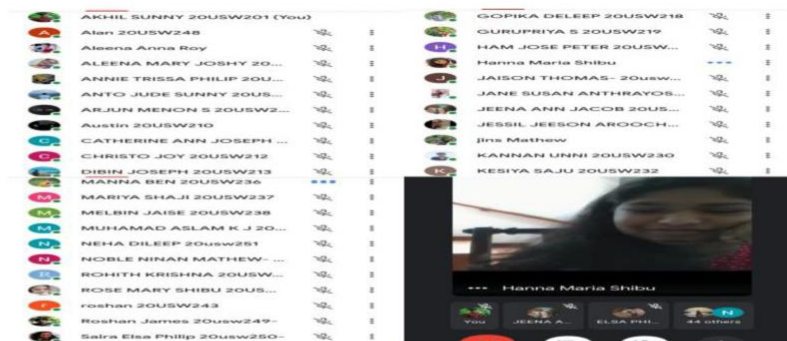 AKHIL SUNNY 20USW201 (You)
A Alan 20USW248
Aleena Anna Roy
ALEENA MARY JOSHY 20...
ANNIE TRISSA PHILIP 20U...
ANTO JUDE SUNNY 20US...
ARJUN MENON S 20USW2...
Austin 20USW210
C CATHERINE ANN JOSEPH ...
C CHRISTO JOY 20USW212
DIBIN JOSEPH 20USW213
MANNA BEN 20USW236
M MARIYA SHAJI 20USW237
M MELBIN JAISE 20USW238
M MUHAMAD ASLAM K J 20...
N NEHA DILEEP 20usw251
N NOBLE NINAN MATHEW- ...
R ROHITH KRISHNA 20USW...
ROSE MARY SHIBU 20US...
r roshan 20USW243
Roshan James 20Usw249-
Saira Elsa Philip 20usw250-
GOPIKA DELEEP 20USW218
GURUPRIYA S 20USW219
H HAM JOSE PETER 20USW...
Hanna Maria Shibu
J JAISON THOMAS- 20usw...
JANE SUSAN ANTHRAYOS...
JEENA ANN JACOB 20US...
JESSIL JEESON AROOCH...
jins Mathew
KANNAN UNNI 20USW230
K KESIYA SAJU 20USW232
Hanna Maria Shibu
N
You
JEENA A...
ELSA PHI...
44 others